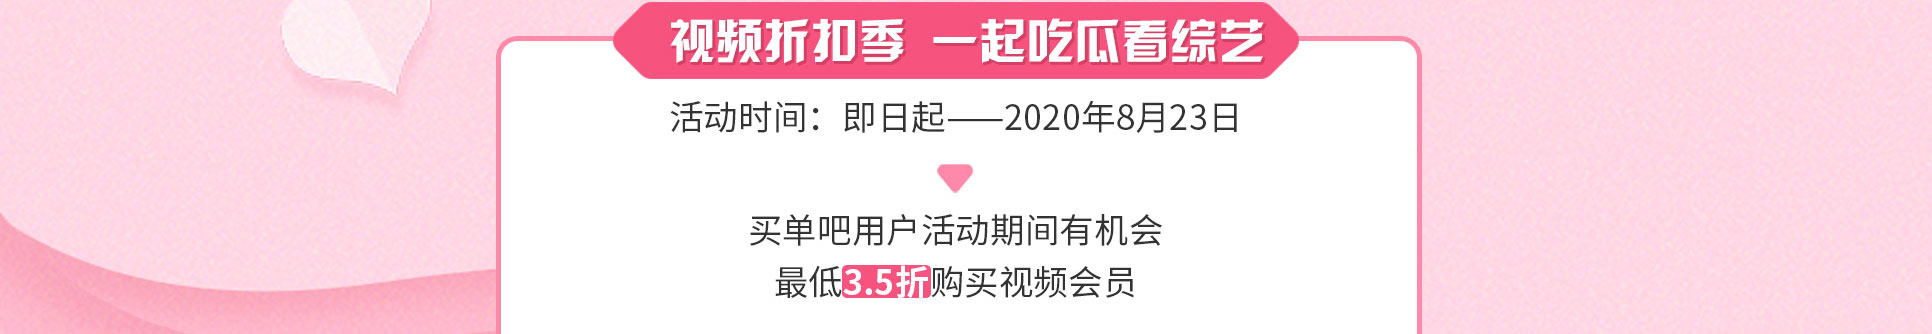 视频折扣季 一起吃瓜看综艺
活动时间：即日起——2020年8月23日
买单吧用户活动期间有机会
最低3.5折购买视频会员